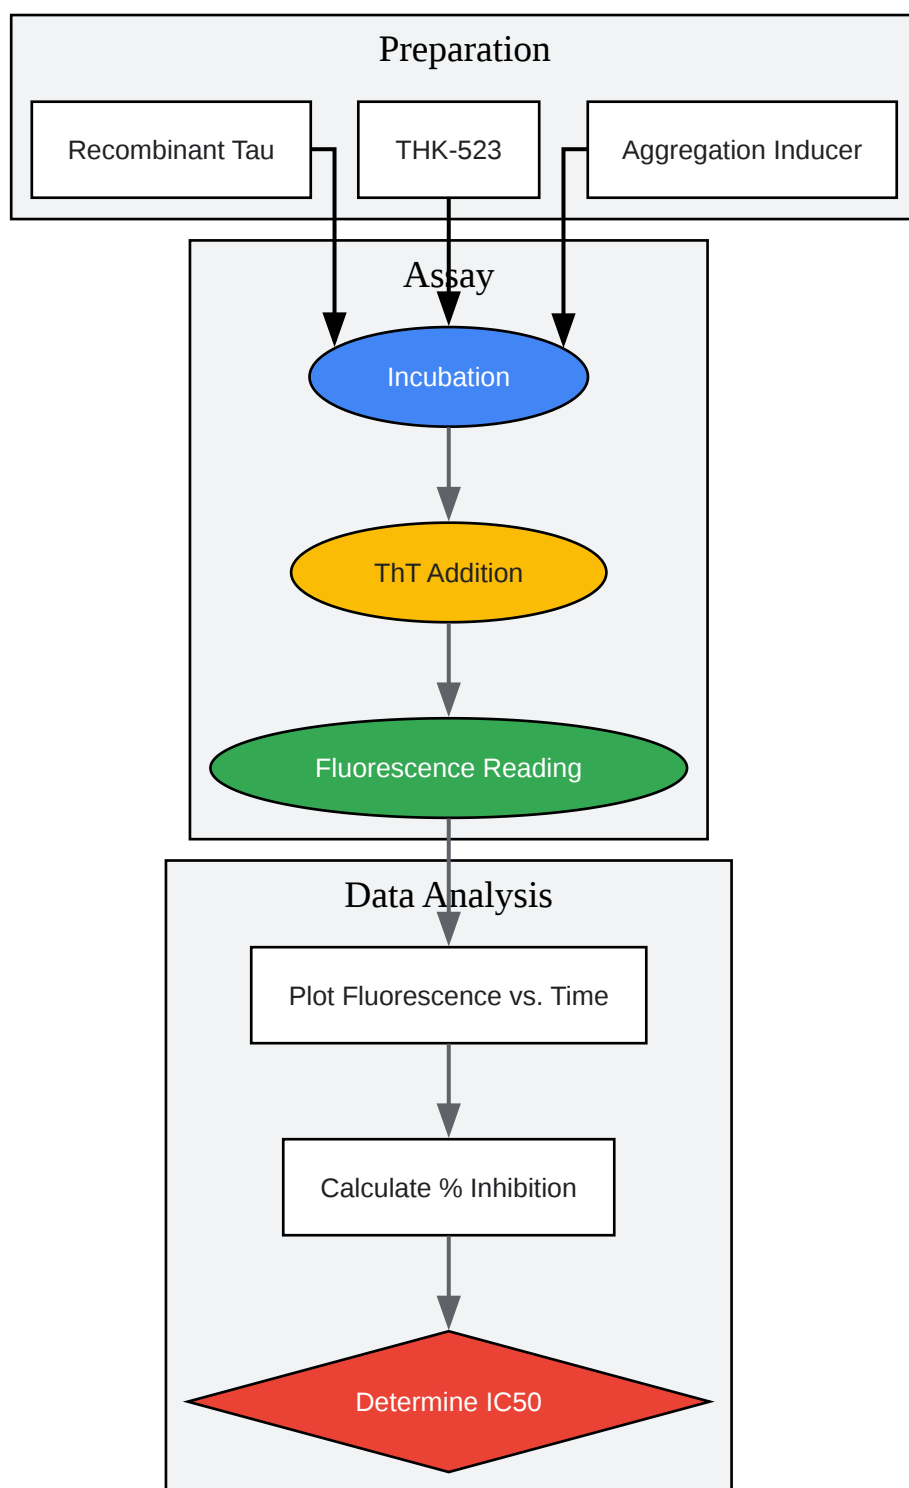 Preparation
Recombinant Tau
THK-523
Aggregation Inducer
Assay
Incubation
ThT Addition
Fluorescence Reading
Data Analysis
Plot Fluorescence vs. Time
Calculate % Inhibition
Determine IC50